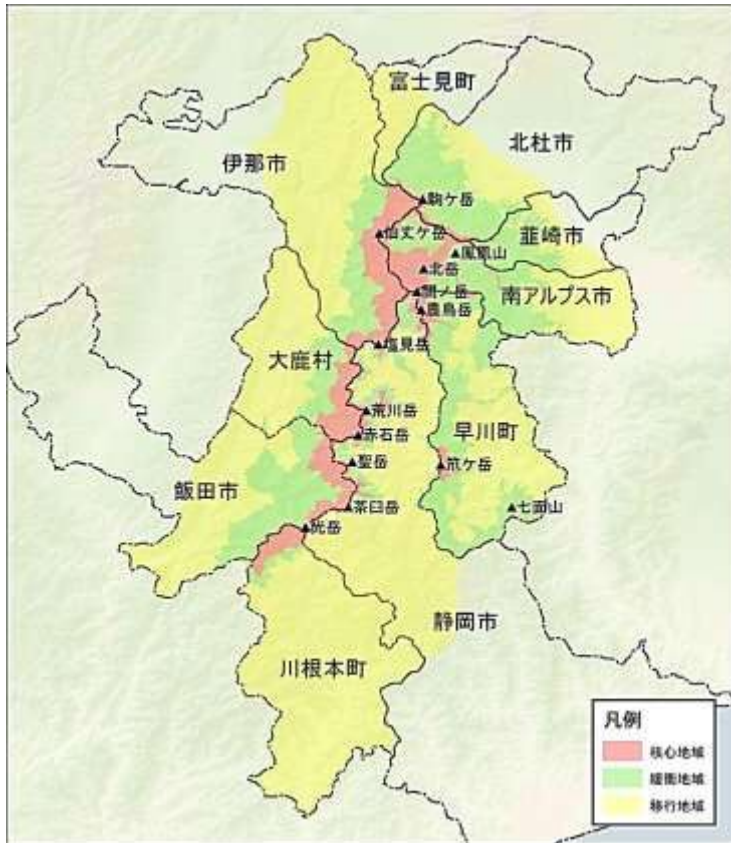 富士見町
北杜市
伊那市
駒ケ岳
韮崎市
仙丈ケ岳
鳳凰山
北岳
間ノ岳
南アルプス市
農鳥岳
塩見岳
大鹿村
荒川岳
赤石岳
早川町
聖岳
笊ケ岳
飯田市
茶臼岳
七面山
光岳
静岡市
川根本町
凡例
核心地域
緩衝地域
移行地域